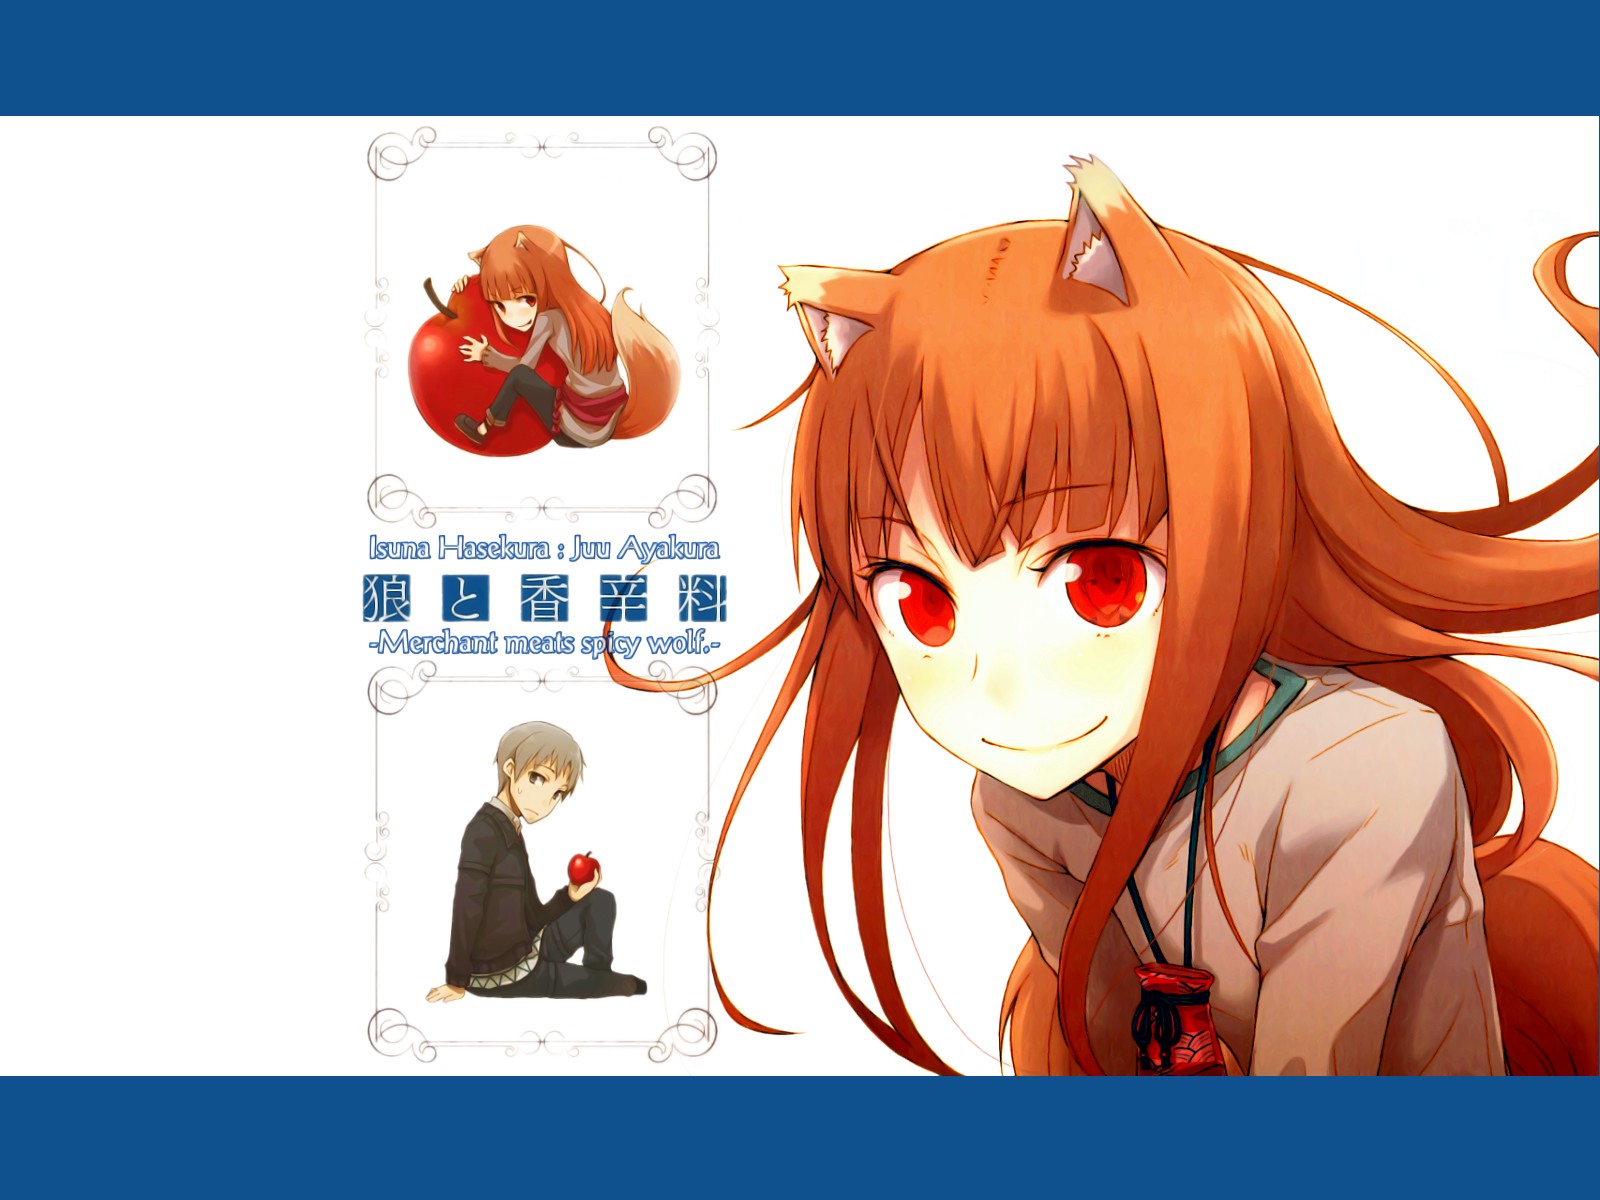 Isuna Hasekura : Juu Ayakura
狼と香辛料
-Merchant meats spicy wolf.-